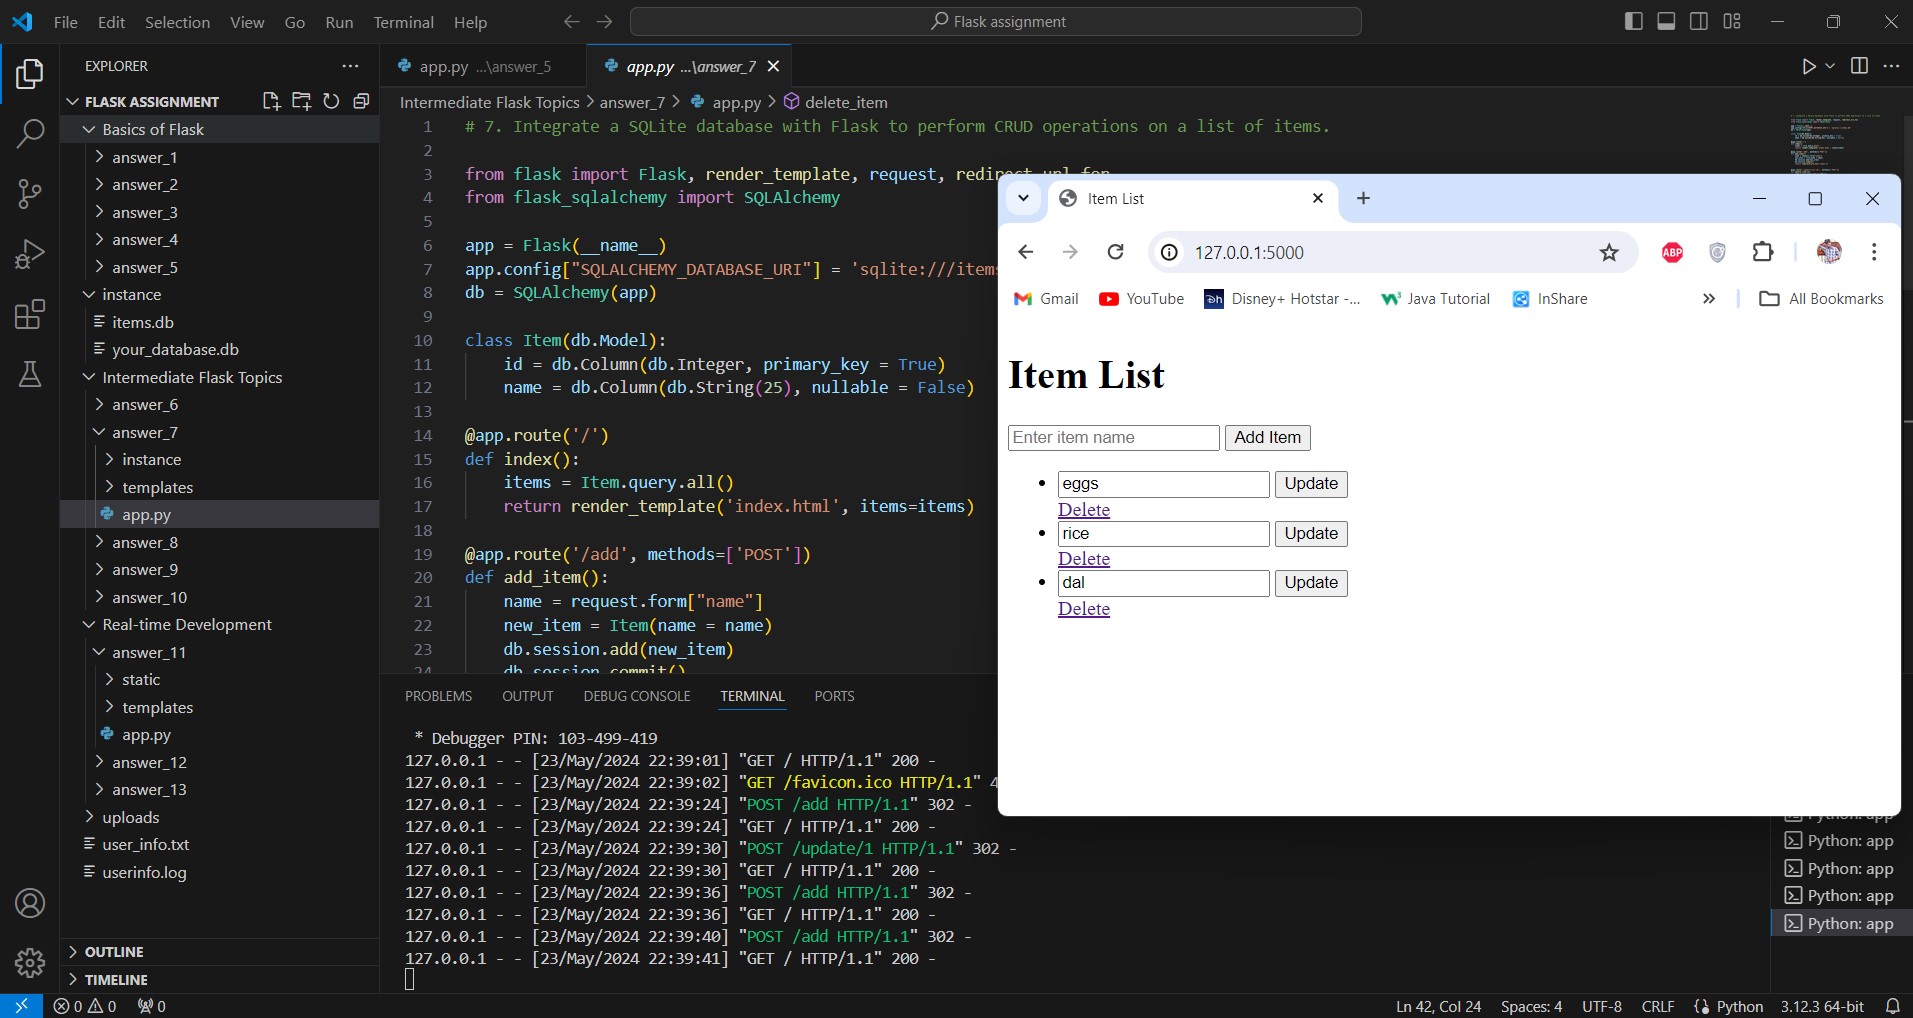 File Edit Selection View Go Run Terminal Help
Flask assignment
EXPLORER
FLASK ASSIGNMENT
Basics of Flask
answer_1
answer_2
answer_3
answer_4
answer_5
instance
items.db
your_database.db
Intermediate Flask Topics
answer_6
answer_7
instance
templates
app.py
answer_8
answer_9
answer_10
Real-time Development
answer_11
static
templates
app.py
answer_12
answer_13
uploads
user_info.txt
userinfo.log
OUTLINE
TIMELINE
app.py ...\answer_5
app.py ...\answer_7
Intermediate Flask Topics > answer_7 > app.py > delete_item
1 # 7. Integrate a SQLite database with Flask to perform CRUD operations on a list of items.
2
3 from flask import Flask, render_template, request, redirect, url_for
4 from flask_sqlalchemy import SQLAlchemy
5
6 app = Flask(__name__)
7 app.config["SQLALCHEMY_DATABASE_URI"] = 'sqlite:///items
8 db = SQLAlchemy(app)
9
10 class Item(db.Model):
11 id = db.Column(db.Integer, primary_key = True)
12 name = db.Column(db.String(25), nullable = False)
13
14 @app.route('/')
15 def index():
16 items = Item.query.all()
17 return render_template('index.html', items=items)
18
19 @app.route('/add', methods=['POST'])
20 def add_item():
21 name = request.form["name"]
22 new_item = Item(name = name)
23 db.session.add(new_item)
24 db.session.commit()
PROBLEMS OUTPUT DEBUG CONSOLE TERMINAL PORTS
* Debugger PIN: 103-499-419
127.0.0.1 - - [23/May/2024 22:39:01] "GET / HTTP/1.1" 200 -
127.0.0.1 - - [23/May/2024 22:39:02] "GET /favicon.ico HTTP/1.1" 4
127.0.0.1 - - [23/May/2024 22:39:24] "POST /add HTTP/1.1" 302 -
127.0.0.1 - - [23/May/2024 22:39:24] "GET / HTTP/1.1" 200 -
127.0.0.1 - - [23/May/2024 22:39:30] "POST /update/1 HTTP/1.1" 302 -
127.0.0.1 - - [23/May/2024 22:39:30] "GET / HTTP/1.1" 200 -
127.0.0.1 - - [23/May/2024 22:39:36] "POST /add HTTP/1.1" 302 -
127.0.0.1 - - [23/May/2024 22:39:36] "GET / HTTP/1.1" 200 -
127.0.0.1 - - [23/May/2024 22:39:40] "POST /add HTTP/1.1" 302 -
127.0.0.1 - - [23/May/2024 22:39:41] "GET / HTTP/1.1" 200 -
Item List
127.0.0.1:5000
ABP
Gmail YouTube Disney+ Hotstar -... Java Tutorial InShare » All Bookmarks
Item List
Enter item name Add Item
eggs Update
Delete
rice Update
Delete
dal Update
Delete
Python: app
Python: app
Python: app
Python: app
Python: app
0 0 0
Ln 42, Col 24 Spaces: 4 UTF-8 CRLF Python 3.12.3 64-bit